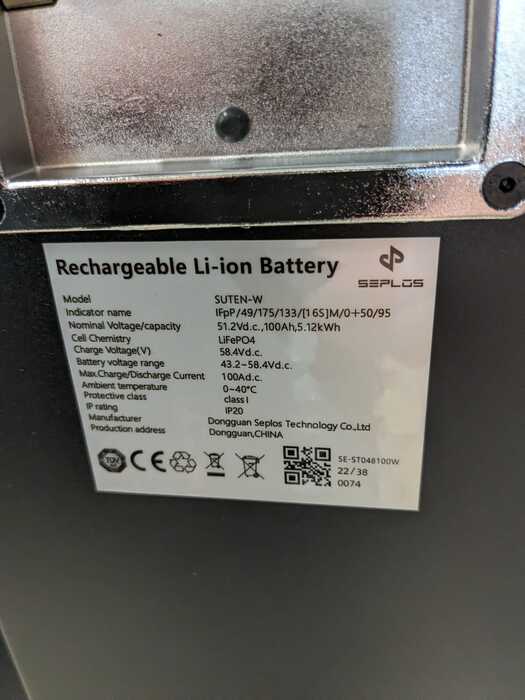 Rechargeable Li-ion Battery
SEPLOS
Model SUTEN-W
Indicator name IFpP/49/175/133/[16S]M/0+50/95
Nominal Voltage/capacity 51.2Vd.c.,100Ah,5.12kWh
Cell Chemistry LiFePO4
Charge Voltage(V) 58.4Vd.c.
Battery voltage range 43.2~58.4Vd.c.
Max.Charge/Discharge Current 100Ad.c.
Ambient temperature 0~40℃
Protective class class I
IP rating IP20
Manufacturer Dongguan Seplos Technology Co.,Ltd
Production address Dongguan,CHINA
TÜV CE
SE-ST048100W
22/38
0074